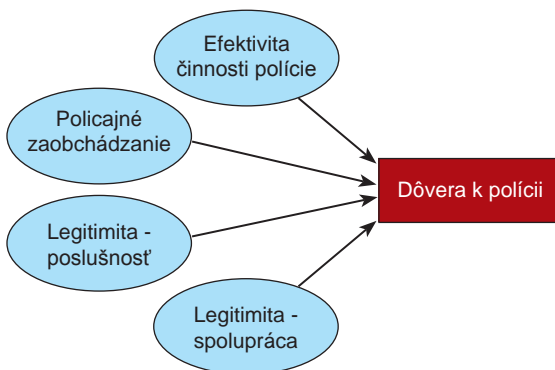 Efektivita
činnosti polície
Policajné
zaobchádzanie
Legitimita -
poslušnosť
Legitimita -
spolupráca
Dôvera k polícii